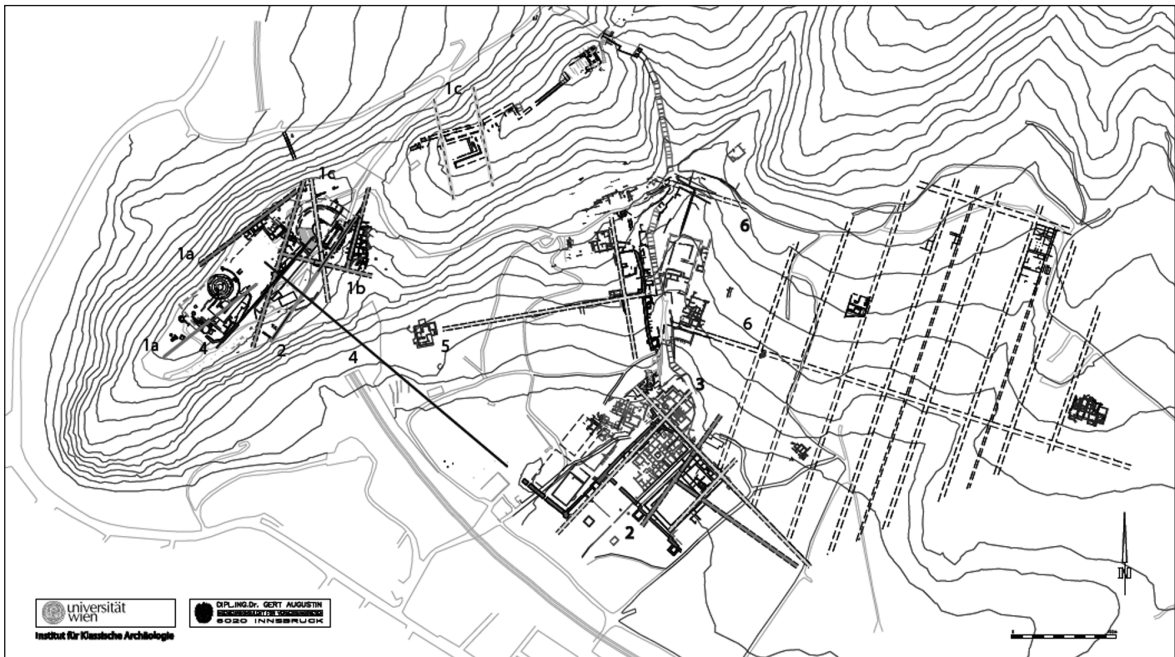 1c
1c
1a
6
1b
6
1a
4
2
4
5
3
2
N
universität
wien
Institut für Klassische Archäologie
DIPL.ING.Dr. GERT AUGUSTIN
6020 INNSBRUCK